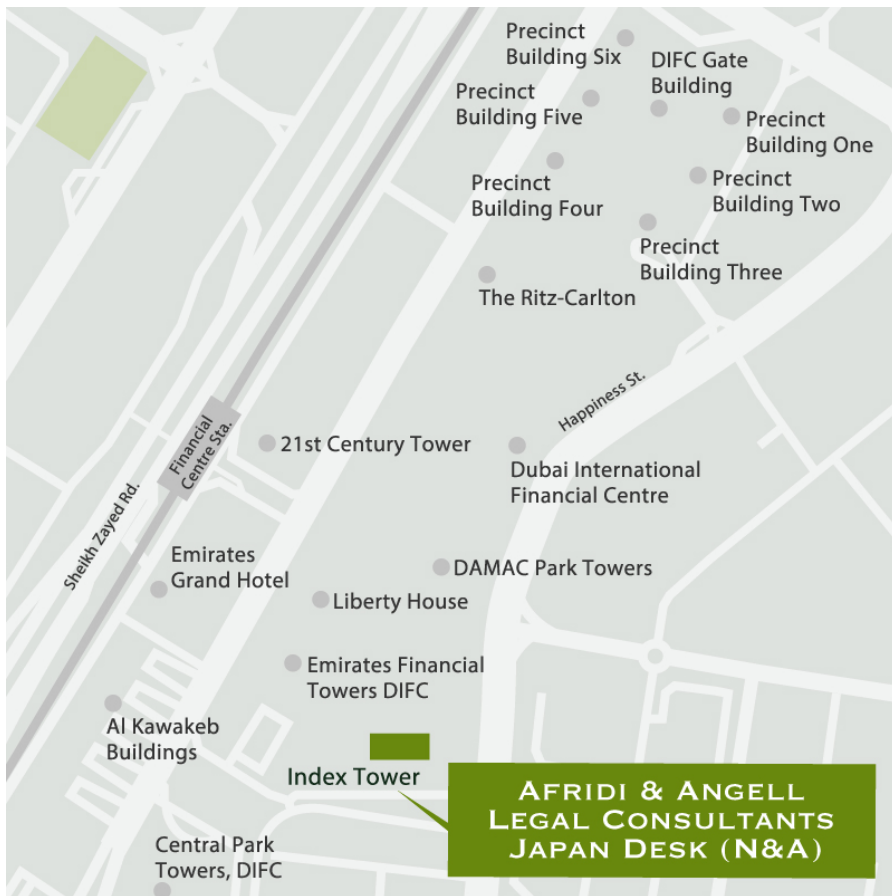 Precinct
Building Six
DIFC Gate
Building
Precinct
Building Five
Precinct
Building One
Precinct
Building Four
Precinct
Building Two
Precinct
Building Three
The Ritz-Carlton
Happiness St.
Financial
Centre Sta.
21st Century Tower
Dubai International
Financial Centre
Sheikh Zayed Rd.
Emirates
Grand Hotel
DAMAC Park Towers
Liberty House
Emirates Financial
Towers DIFC
Al Kawakeb
Buildings
Index Tower
AFRIDI & ANGELL
LEGAL CONSULTANTS
JAPAN DESK (N&A)
Central Park
Towers, DIFC